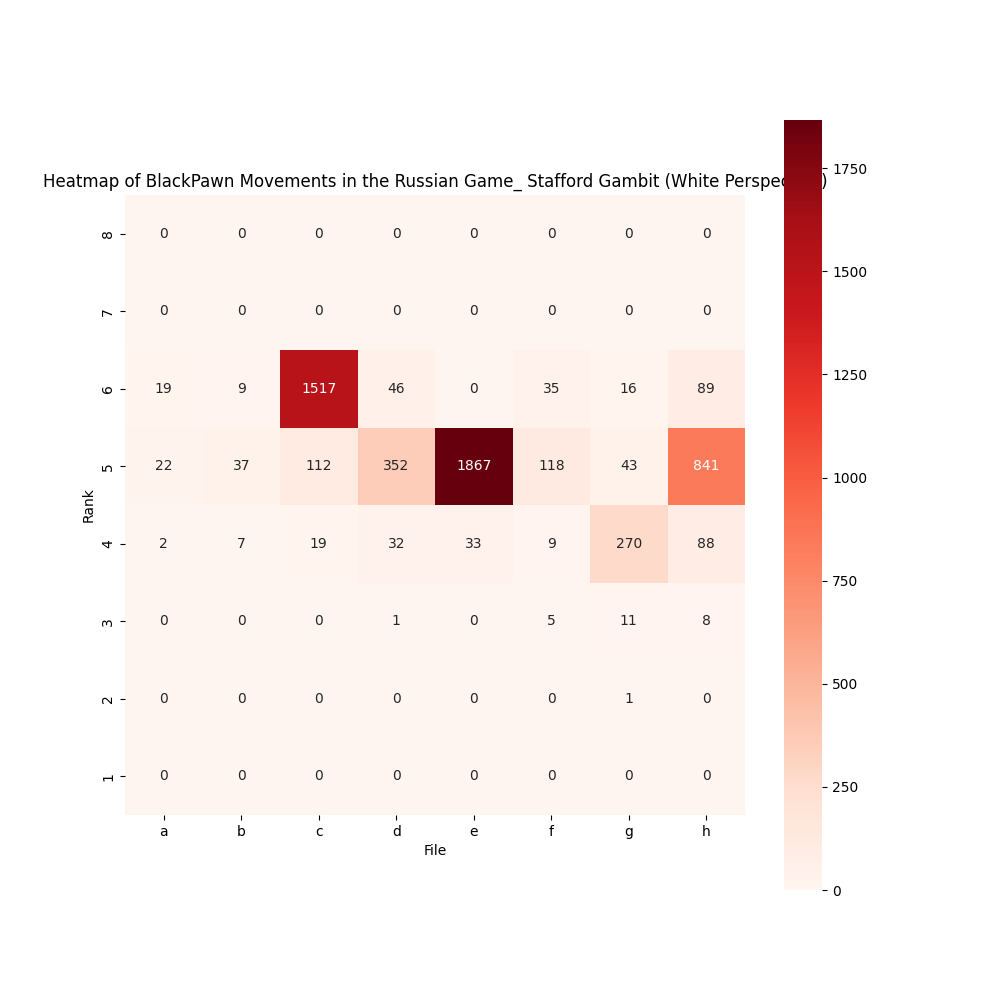 Heatmap of BlackPawn Movements in the Russian Game_ Stafford Gambit (White Perspec )
8 0 0 0 0 0 0 0 0
7 0 0 0 0 0 0 0 0
6 19 9 1517 46 0 35 16 89
5 22 37 112 352 1867 118 43 841
4 2 7 19 32 33 9 270 88
3 0 0 0 1 0 5 11 8
2 0 0 0 0 0 0 1 0
1 0 0 0 0 0 0 0 0
Rank
a b c d e f g h
File
1750
1500
1250
1000
750
500
250
0